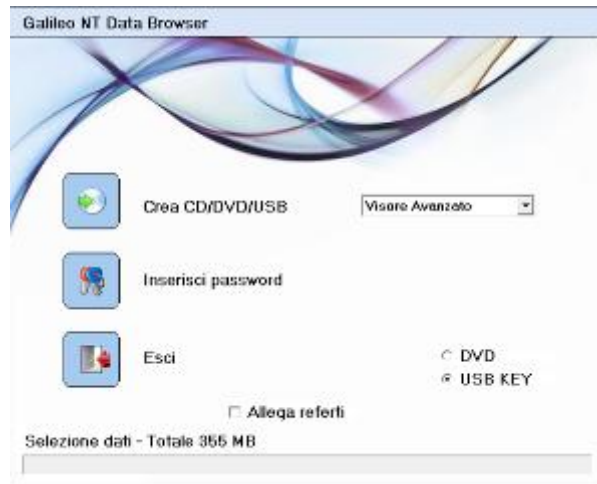 Galileo NT Data Browser
Crea CD/DVD/USB
Visore Avanzato
Inserisci password
Esci
DVD
USB KEY
Allega referti
Selezione dati - Totale 355 MB